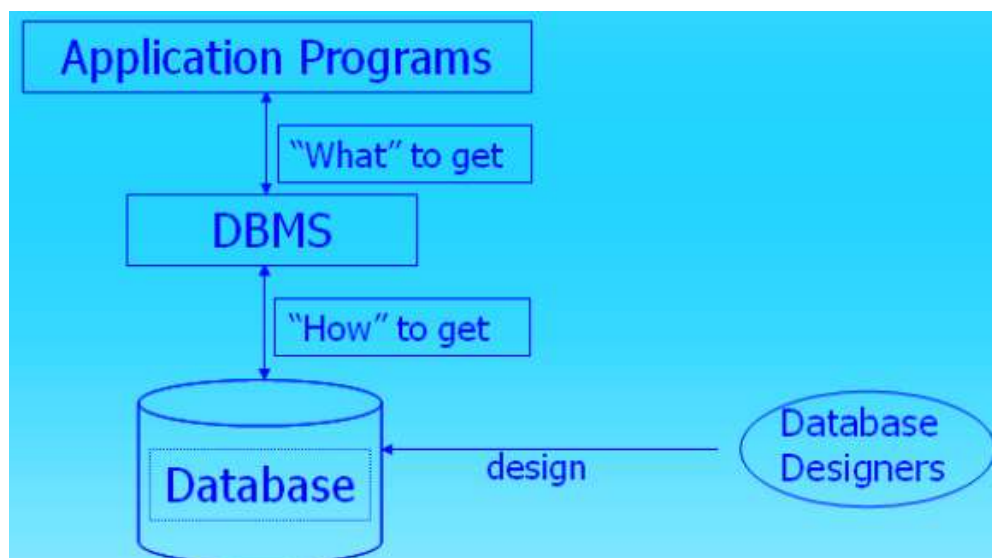 Application Programs
“What” to get
DBMS
“How” to get
Database
design
Database
Designers